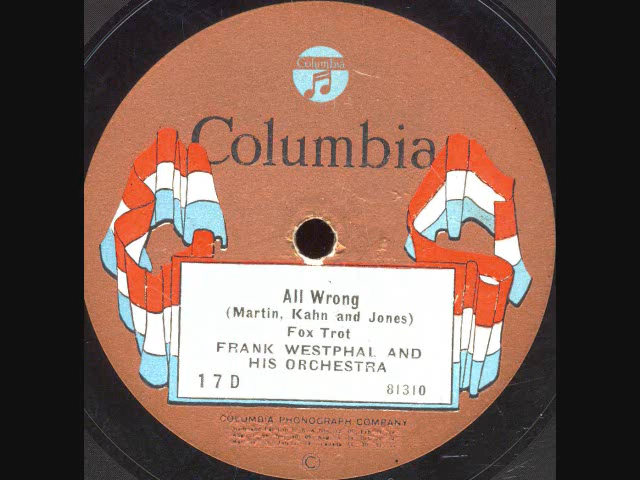 Columbia
Columbia
All Wrong
(Martin, Kahn and Jones)
Fox Trot
FRANK WESTPHAL AND
HIS ORCHESTRA
17 D 81310
COLUMBIA PHONOGRAPH COMPANY
©